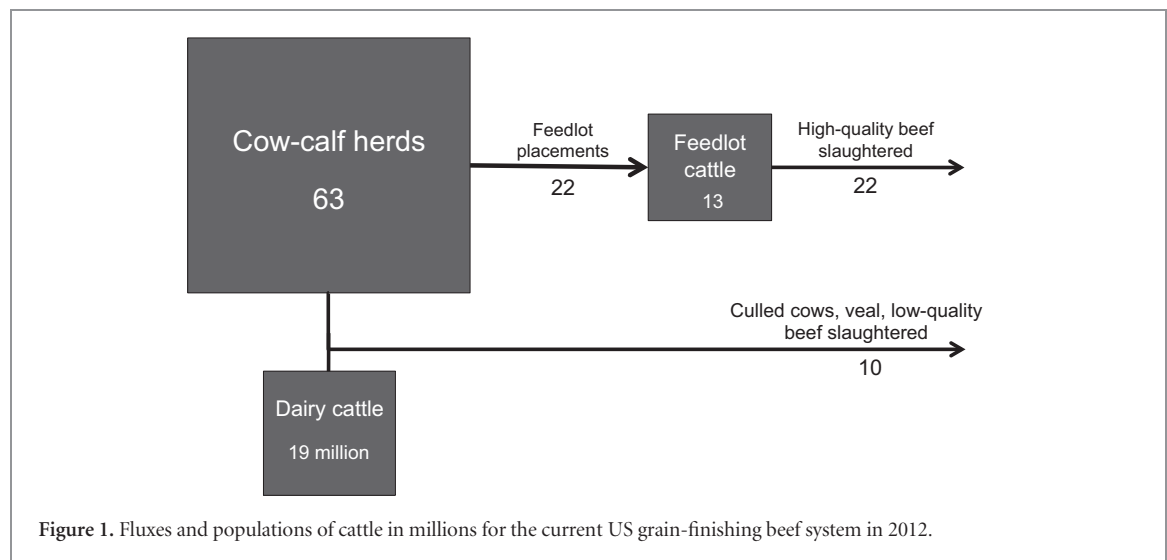 Cow-calf herds
63
Feedlot
placements
22
Feedlot
cattle
13
High-quality beef
slaughtered
22
Culled cows, veal, low-quality
beef slaughtered
10
Dairy cattle
19 million
Figure 1. Fluxes and populations of cattle in millions for the current US grain-finishing beef system in 2012.